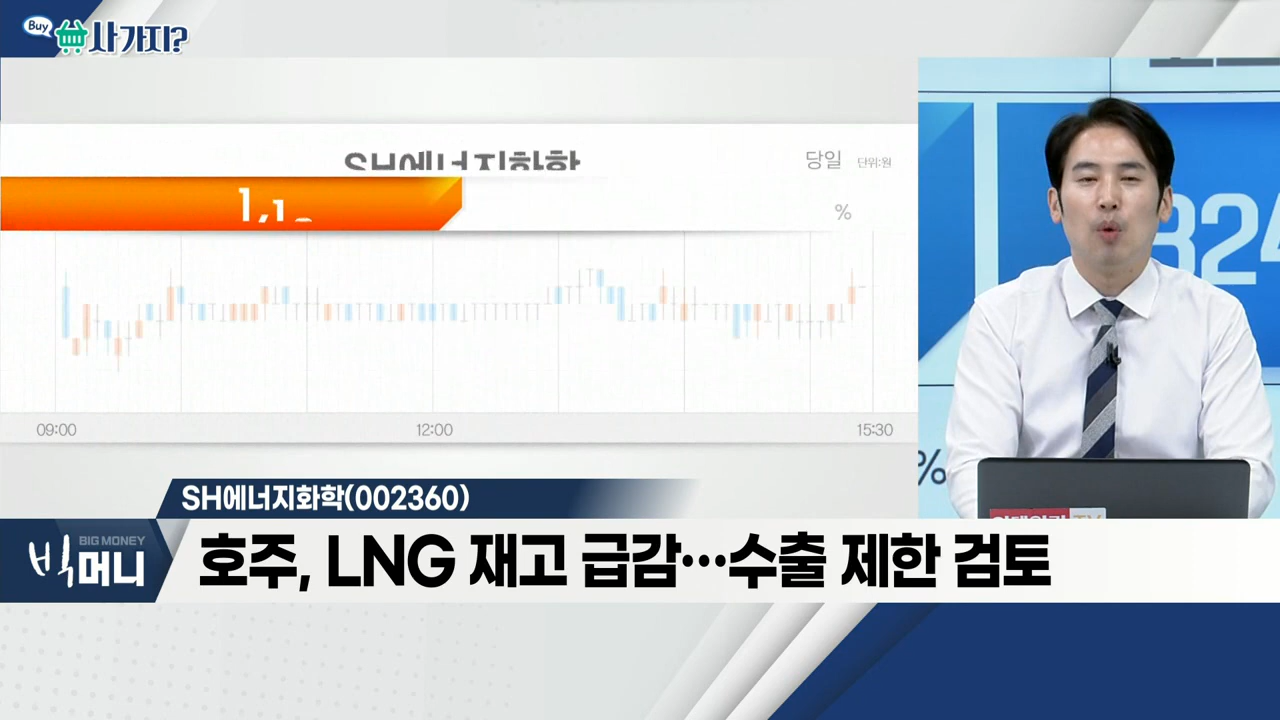 Buy
사가지?
SH에너지화학
당일 단위:원
%
324
%
09:00 12:00 15:30
SH에너지화학(002360)
BIG MONEY
빅머니
호주, LNG 재고 급감…수출 제한 검토